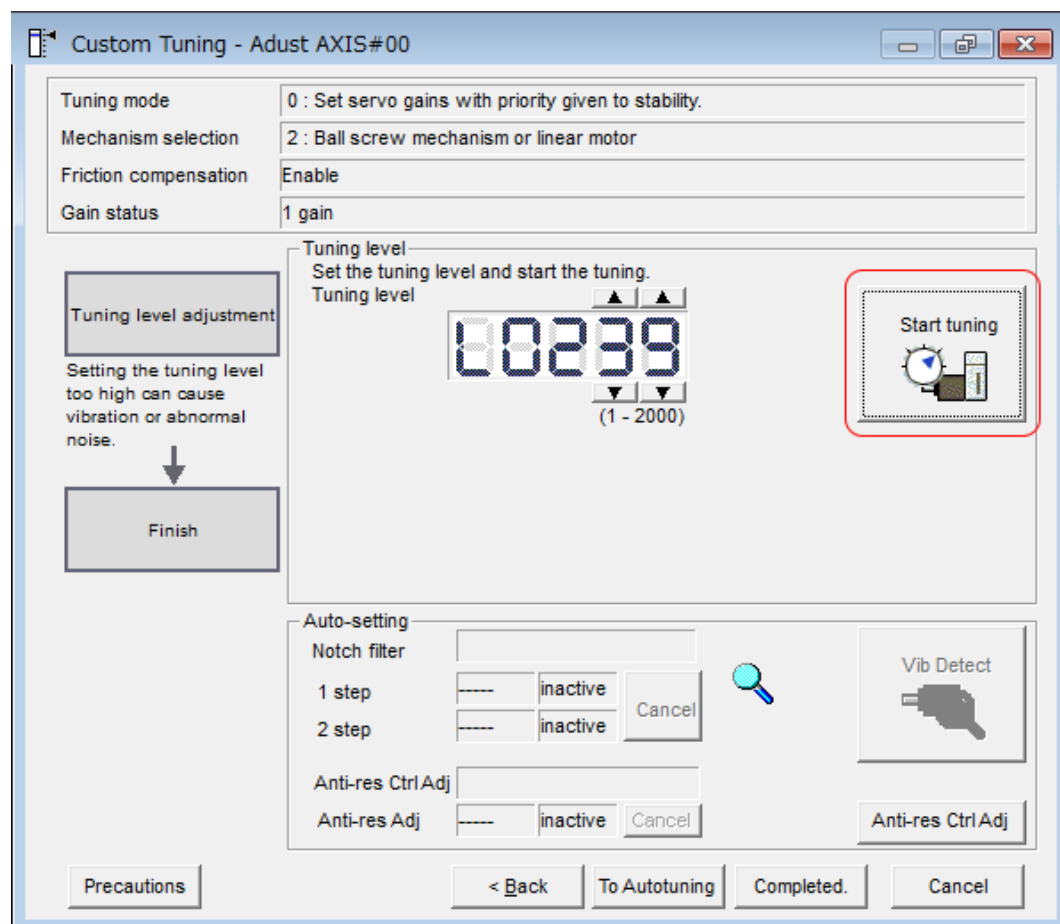 Custom Tuning - Adust AXIS#00
Tuning mode 0 : Set servo gains with priority given to stability.
Mechanism selection 2 : Ball screw mechanism or linear motor
Friction compensation Enable
Gain status 1 gain
Tuning level
Set the tuning level and start the tuning.
Tuning level
L0239
(1 - 2000)
Start tuning
Tuning level adjustment
Setting the tuning level
too high can cause
vibration or abnormal
noise.
Finish
Auto-setting
Notch filter
1 step ----- inactive
2 step ----- inactive
Cancel
Vib Detect
Anti-res Ctrl Adj
Anti-res Adj ----- inactive Cancel
Anti-res Ctrl Adj
Precautions < Back To Autotuning Completed. Cancel